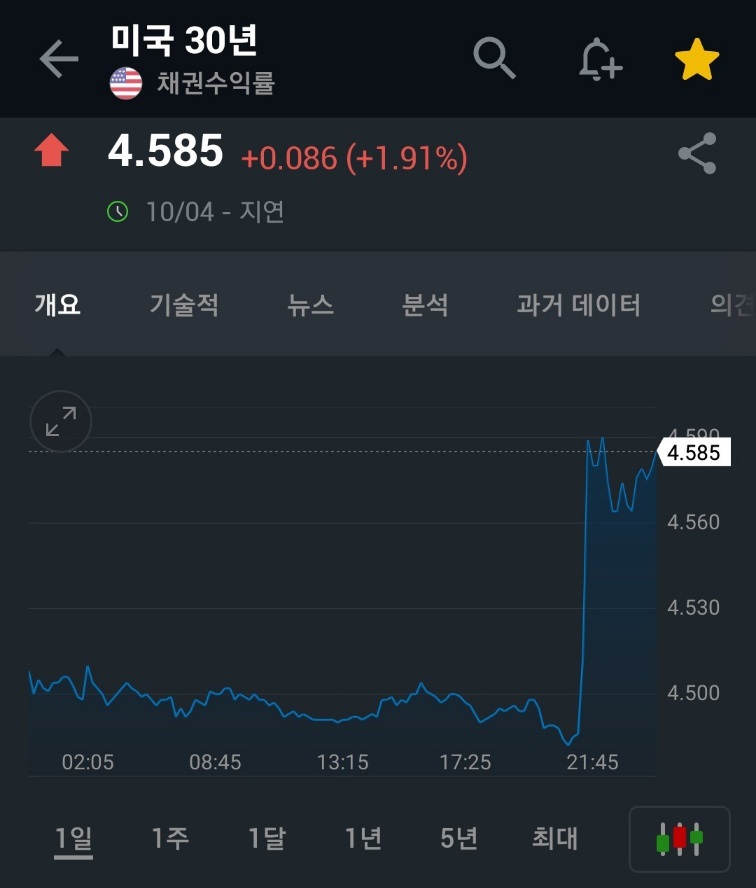 미국 30년
채권수익률
4.585 +0.086 (+1.91%)
10/04 - 지연
개요 기술적 뉴스 분석 과거 데이터 의견
4.590
4.585
4.560
4.530
4.500
02:05 08:45 13:15 17:25 21:45
1일 1주 1달 1년 5년 최대